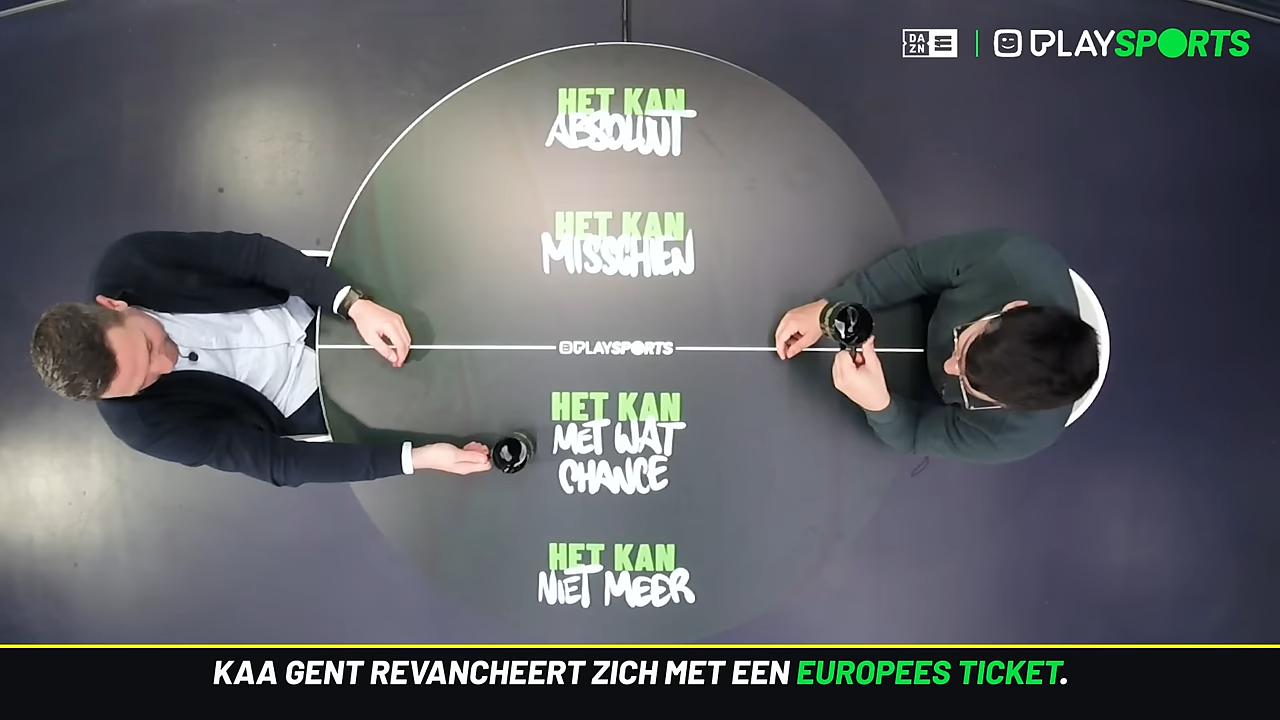 DAZN PLAYSPORTS
HET KAN
ABSOLUUT
HET KAN
MISSCHIEN
PLAYSPORTS
HET KAN
MET WAT
CHANCE
HET KAN
NIET MEER
KAA GENT REVANCHEERT ZICH MET EEN EUROPEES TICKET.